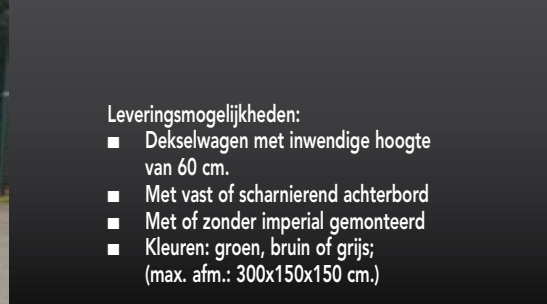 Leveringsmogelijkheden:
■ Dekselwagen met inwendige hoogte
van 60 cm.
■ Met vast of scharnierend achterbord
■ Met of zonder imperial gemonteerd
■ Kleuren: groen, bruin of grijs;
(max. afm.: 300x150x150 cm.)